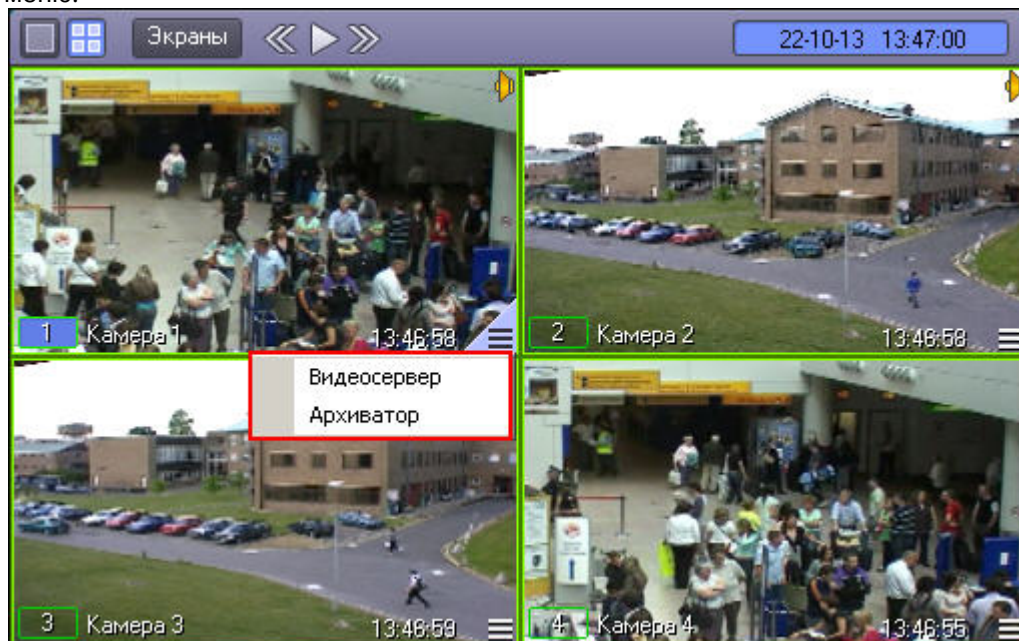 меню.
Экраны
22-10-13 13:47:00
1 Камера 1 13:46:58
2 Камера 2 13:46:58
Видеосервер
Архиватор
3 Камера 3 13:46:59
4 Камера 4 13:46:55